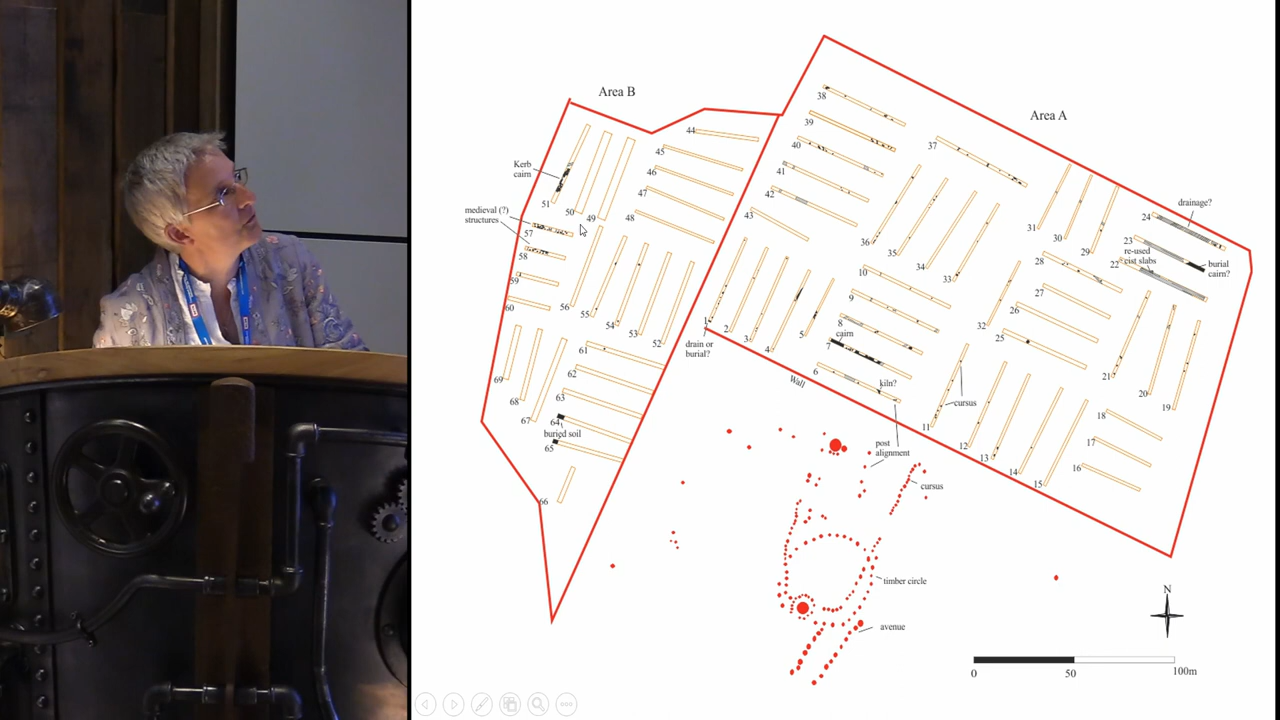 Area B
Area A
38
39
40
41
42
43
37
44
45
46
47
48
Kerb
cairn
51
50
49
medieval (?)
structures
57
58
59
60
56
55
54
53
52
36
35
34
33
31
30
29
drainage?
24
23
re-used
cist slabs
22
burial
cairn?
28
27
26
25
32
10
9
8
cairn
7
6
kiln?
1
2
3
4
5
drain or
burial?
Wall
61
62
63
64
buried soil
65
66
69
68
67
21
20
19
18
17
16
11
12
13
14
15
cursus
post
alignment
cursus
timber circle
avenue
N
0
50
100m